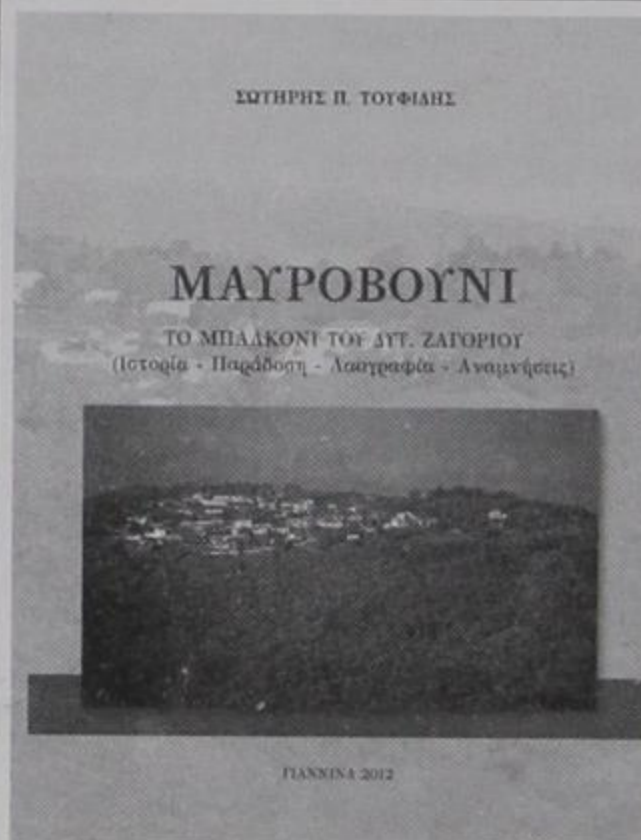 ΣΩΤΗΡΗΣ Π. ΤΟΥΦΙΔΗΣ
ΜΑΥΡΟΒΟΥΝΙ
ΤΟ ΜΠΑΛΚΟΝΙ ΤΟΥ ΔΥΤ. ΖΑΓΟΡΙΟΥ
(Ιστορία - Παράδοση - Λαογραφία - Αναμνήσεις)
ΓΙΑΝΝΙΝΑ 2012